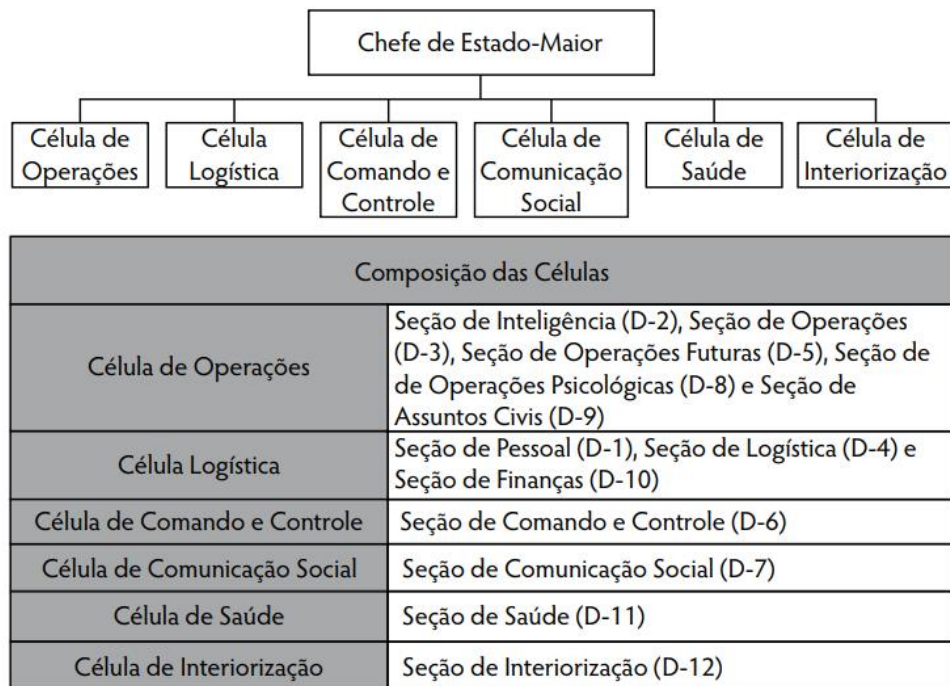 Chefe de Estado-Maior
Célula de
Operações
Célula
Logística
Célula de
Comando e
Controle
Célula de
Comunicação
Social
Célula de
Saúde
Célula de
Interiorização
Composição das Células
Célula de Operações
Seção de Inteligência (D-2), Seção de Operações
(D-3), Seção de Operações Futuras (D-5), Seção de
de Operações Psicológicas (D-8) e Seção de
Assuntos Civis (D-9)
Célula Logística
Seção de Pessoal (D-1), Seção de Logística (D-4) e
Seção de Finanças (D-10)
Célula de Comando e Controle
Seção de Comando e Controle (D-6)
Célula de Comunicação Social
Seção de Comunicação Social (D-7)
Célula de Saúde
Seção de Saúde (D-11)
Célula de Interiorização
Seção de Interiorização (D-12)